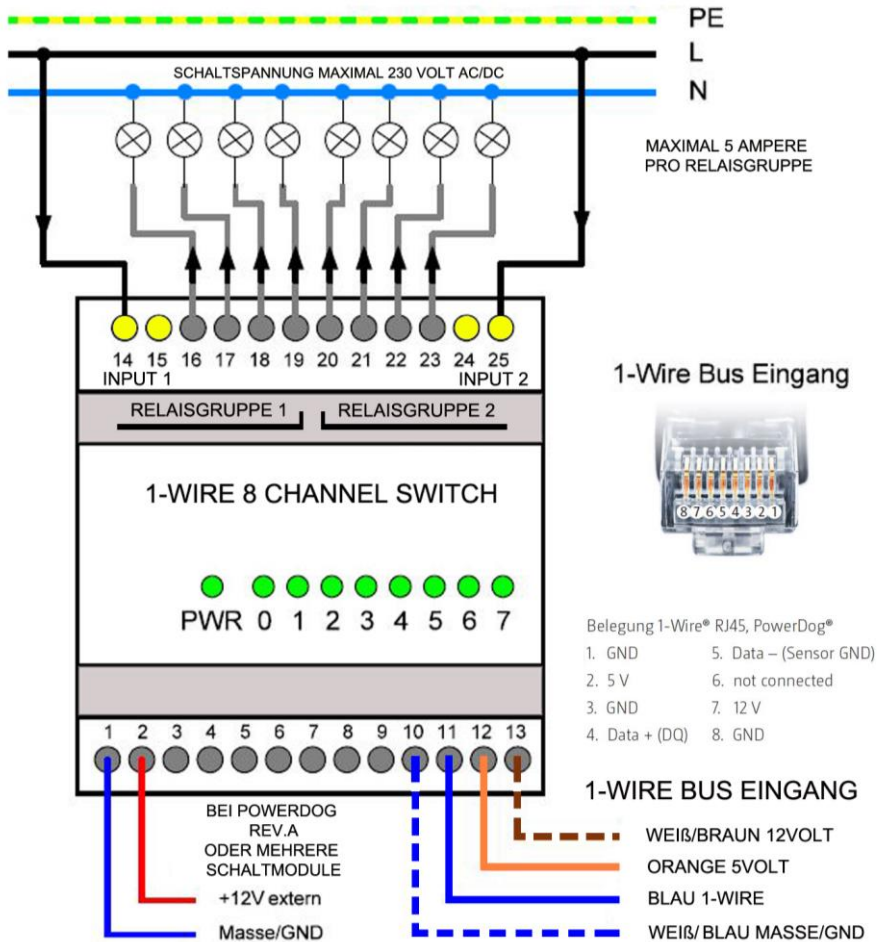 PE
L
SCHALTSPANNUNG MAXIMAL 230 VOLT AC/DC
N
MAXIMAL 5 AMPERE
PRO RELAISGRUPPE
14 15 16 17 18 19 20 21 22 23 24 25
INPUT 1 INPUT 2
RELAISGRUPPE 1 RELAISGRUPPE 2
1-Wire Bus Eingang
8 7 6 5 4 3 2 1
1-WIRE 8 CHANNEL SWITCH
PWR 0 1 2 3 4 5 6 7
Belegung 1-Wire® RJ45, PowerDog®
1. GND 5. Data – (Sensor GND)
2. 5 V 6. not connected
3. GND 7. 12 V
4. Data + (DQ) 8. GND
1 2 3 4 5 6 7 8 9 10 11 12 13
1-WIRE BUS EINGANG
BEI POWERDOG
REV.A
ODER MEHRERE
SCHALTMODULE
+12V extern
Masse/GND
WEIß/BRAUN 12VOLT
ORANGE 5VOLT
BLAU 1-WIRE
WEIß/ BLAU MASSE/GND